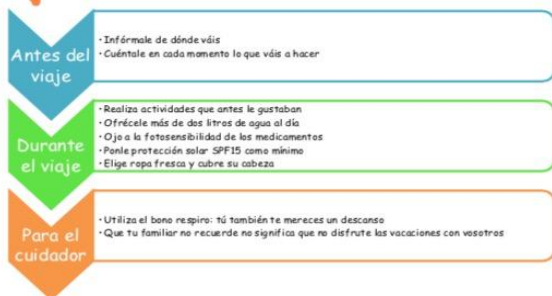 Antes del
viaje
• Infórmale de dónde váis
• Cuéntale en cada momento lo que váis a hacer
Durante
el viaje
• Realiza actividades que antes le gustaban
• Ofrécele más de dos litros de agua al día
• Ojo a la fotosensibilidad de los medicamentos
• Ponle protección solar SPF15 como mínimo
• Elige ropa fresca y cubre su cabeza
Para el
cuidador
• Utiliza el bono respiro: tú también te mereces un descanso
• Que tu familiar no recuerde no significa que no disfrute las vacaciones con vosotros